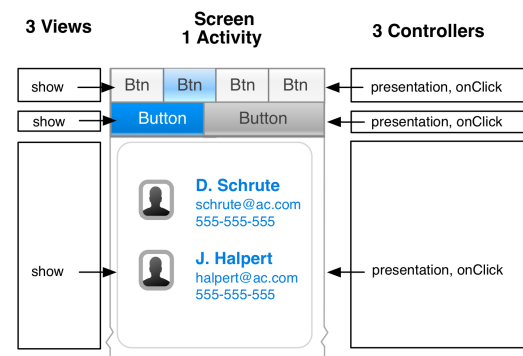 3 Views
Screen
1 Activity
3 Controllers
show
Btn Btn Btn Btn
presentation, onClick
show
Button Button
presentation, onClick
show
D. Schrute
schrute@ac.com
555-555-555
J. Halpert
halpert@ac.com
555-555-555
presentation, onClick